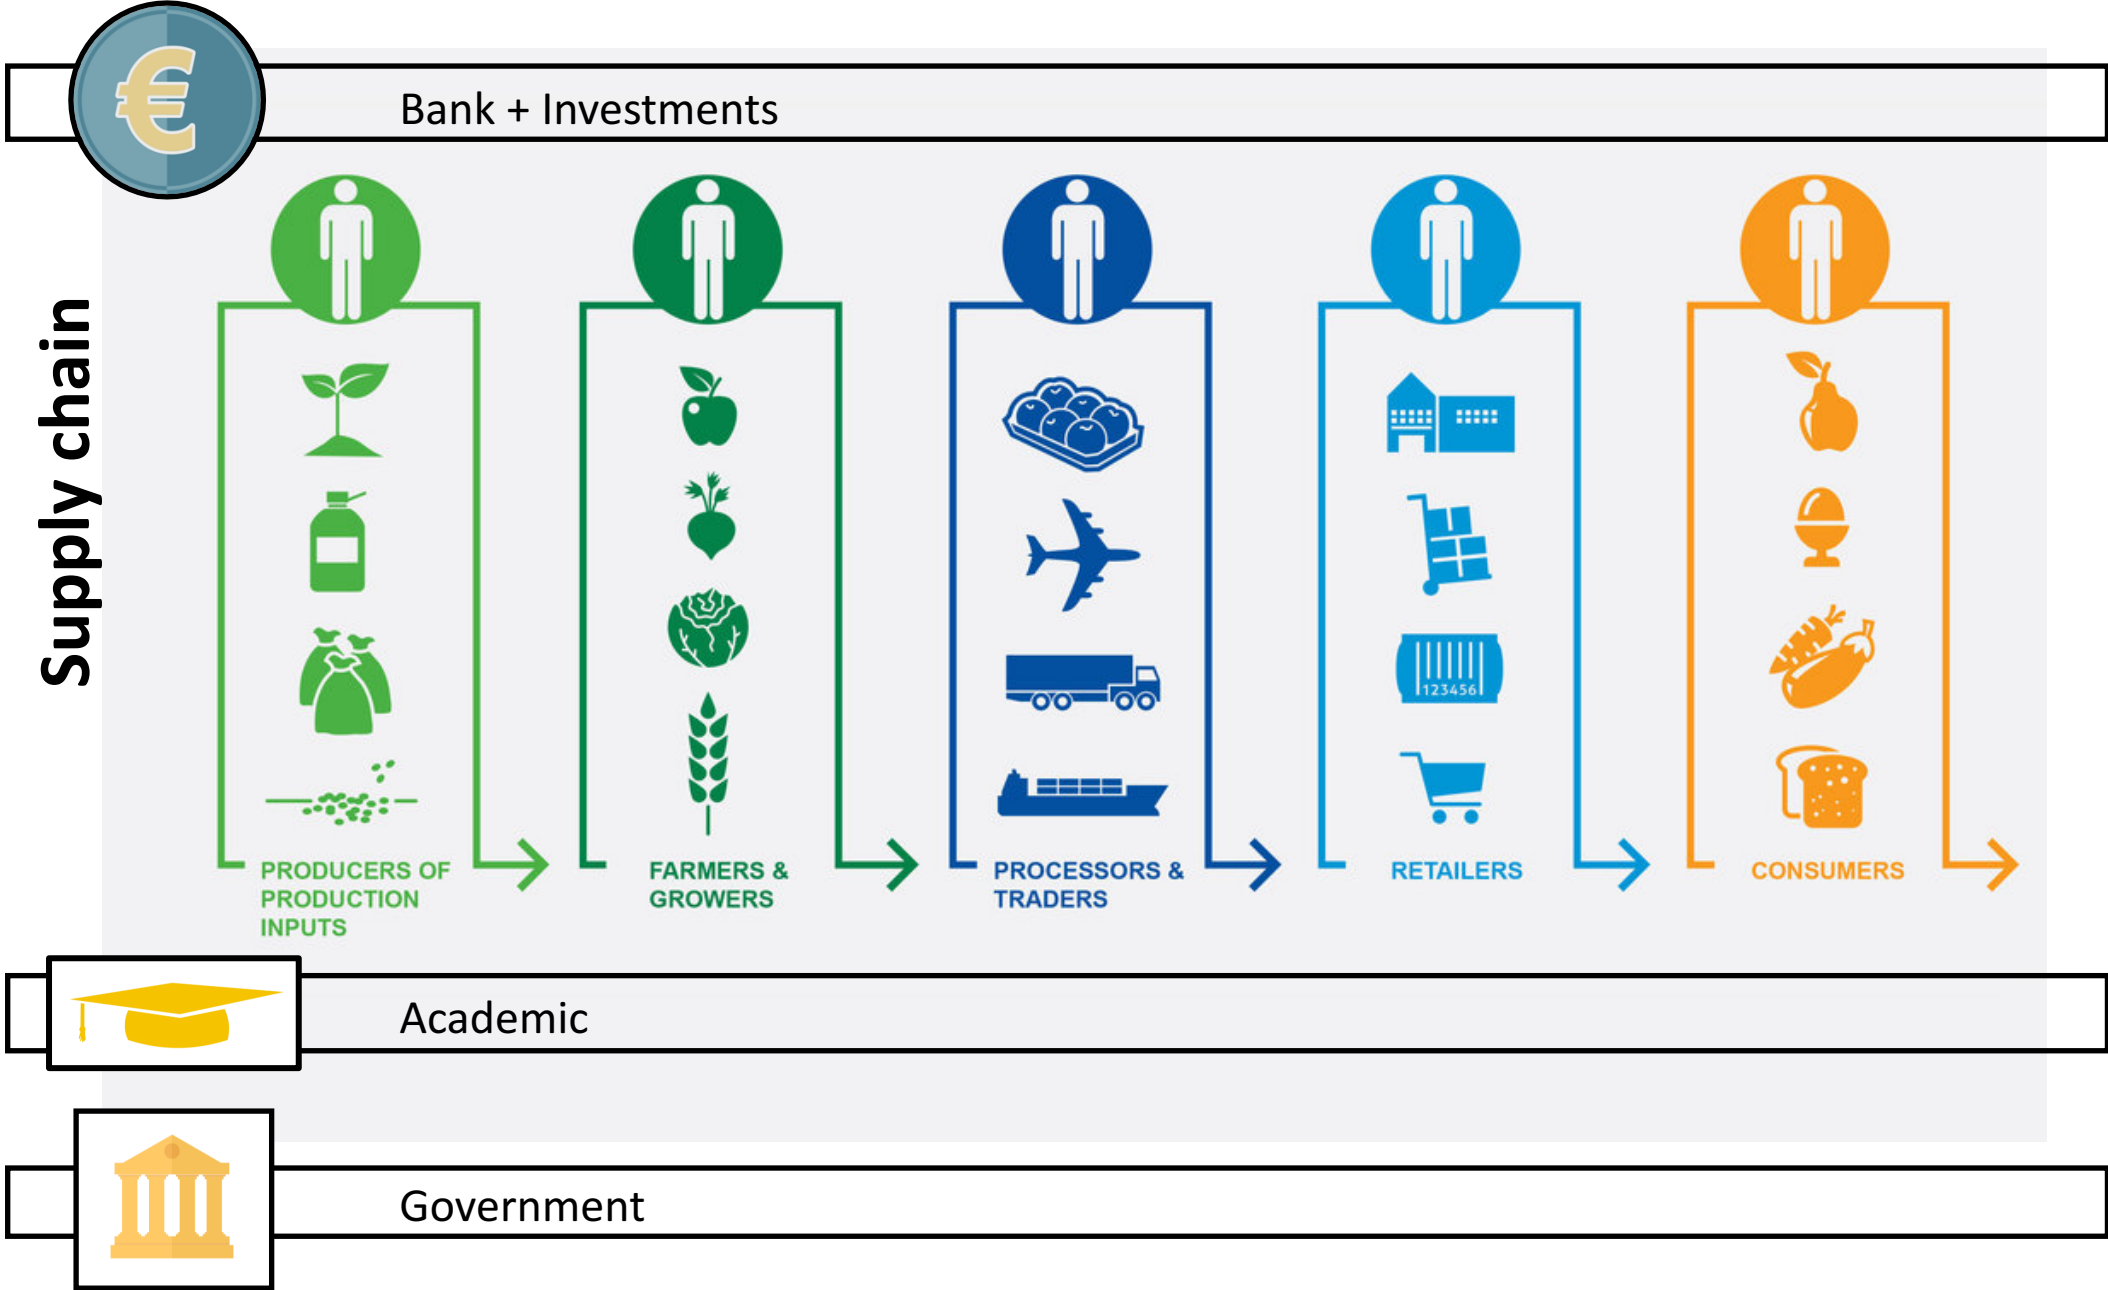 Bank + Investments
Supply chain
123456
PRODUCERS OF
PRODUCTION
INPUTS
FARMERS &
GROWERS
PROCESSORS &
TRADERS
RETAILERS
CONSUMERS
Academic
Government